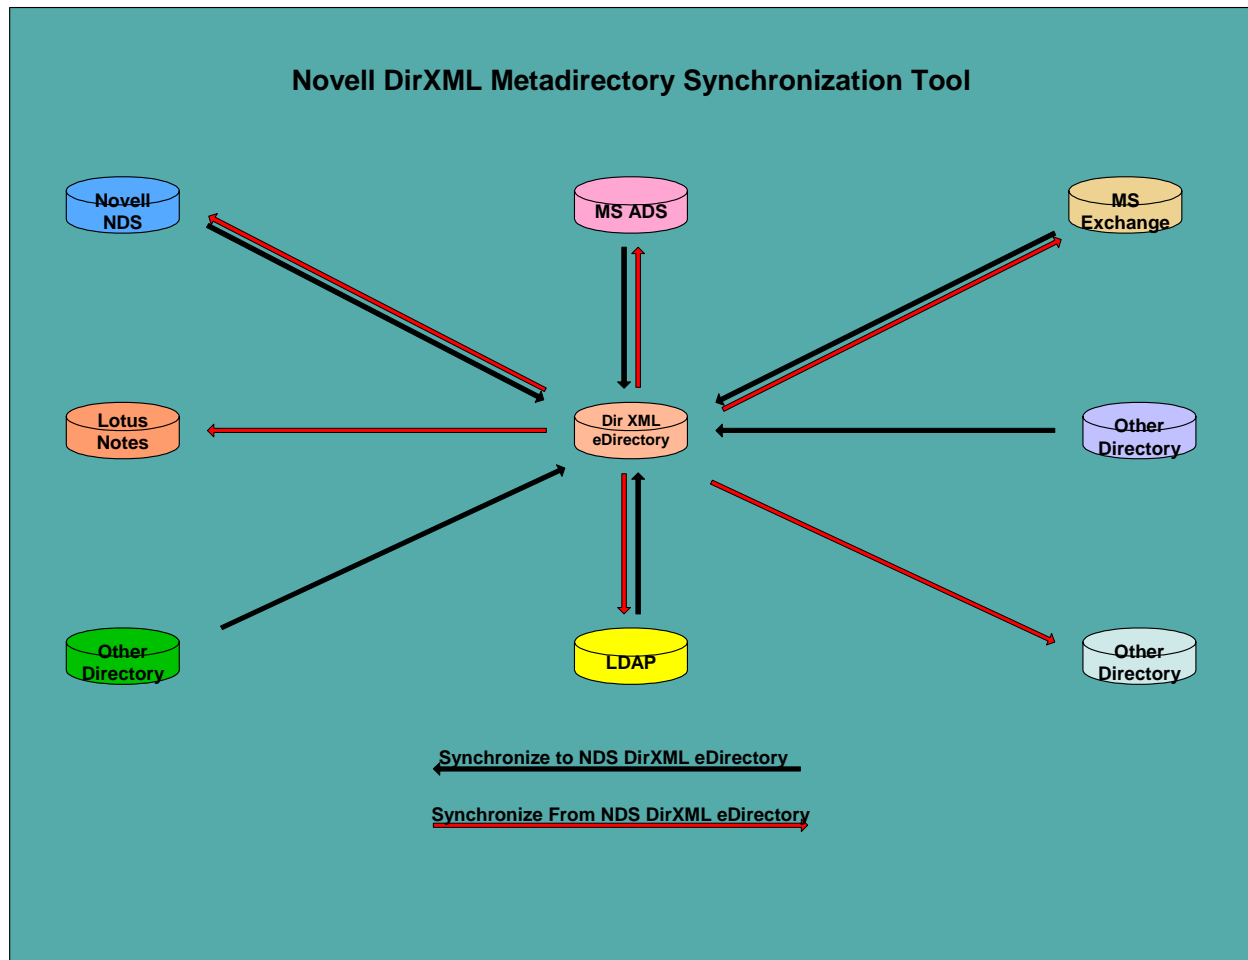 Novell DirXML Metadirectory Synchronization Tool
Novell
NDS
MS ADS
MS
Exchange
Lotus
Notes
Dir XML
eDirectory
Other
Directory
Other
Directory
LDAP
Other
Directory
Synchronize to NDS DirXML eDirectory
Synchronize From NDS DirXML eDirectory